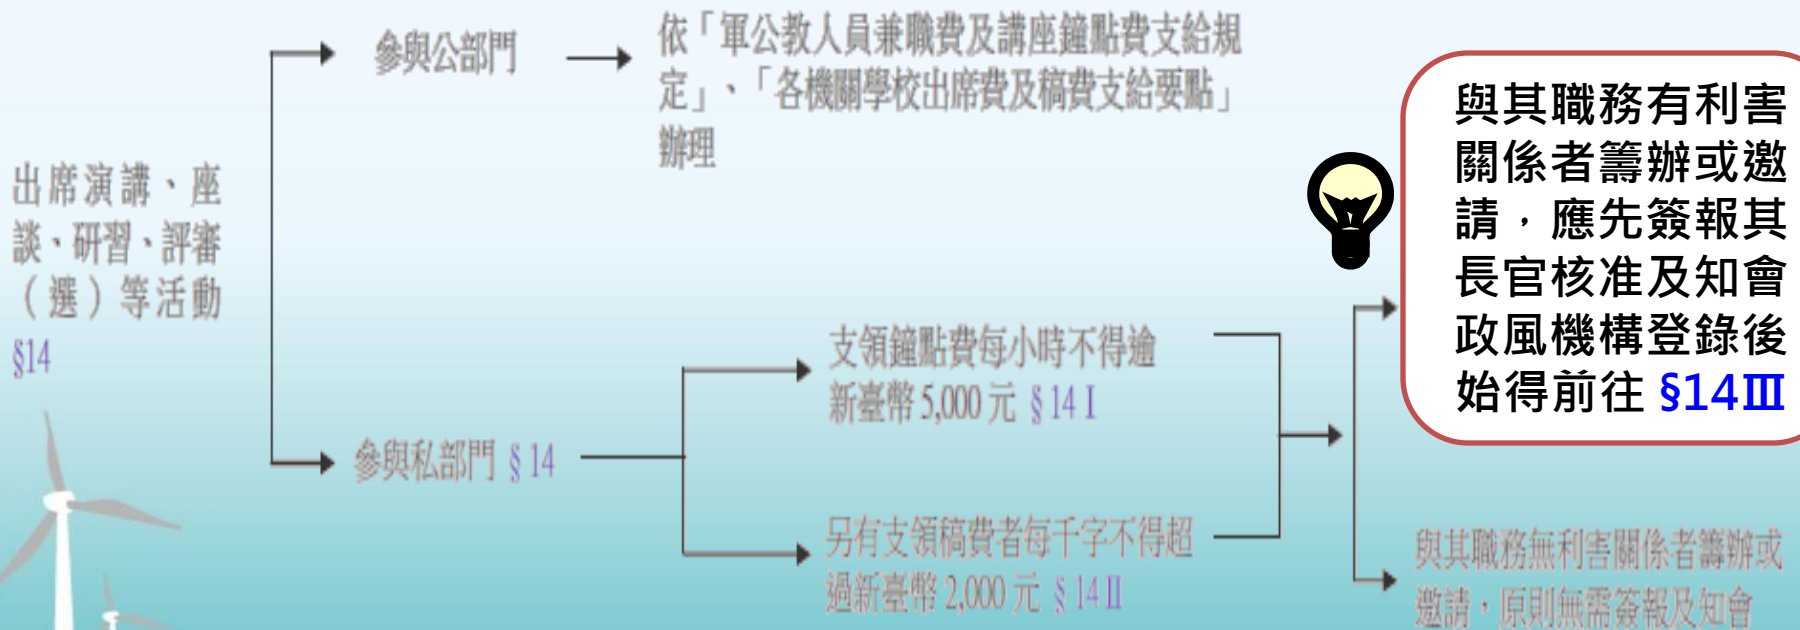 出席演講、座
談、研習、評審
（選）等活動
§14
參與公部門
依「軍公教人員兼職費及講座鐘點費支給規
定」、「各機關學校出席費及稿費支給要點」
辦理
參與私部門 §14
支領鐘點費每小時不得逾
新臺幣 5,000 元 §14 I
另有支領稿費者每千字不得超
過新臺幣 2,000 元 §14 II
與其職務有利害
關係者籌辦或邀
請，應先簽報其
長官核准及知會
政風機構登錄後
始得前往 §14Ⅲ
與其職務無利害關係者籌辦或
邀請，原則無需簽報及知會